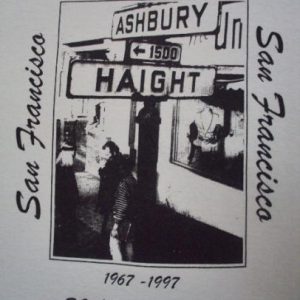 ASHBURY
← 1500
HAIGHT
San Francisco
San Francisco
1967 -1997